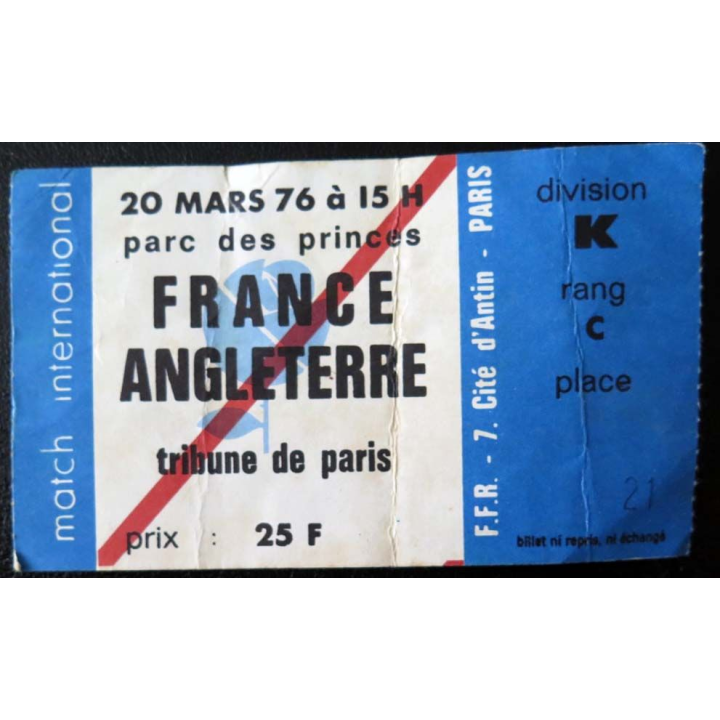 match international
20 MARS 76 à 15 H
parc des princes
FRANCE
ANGLETERRE
tribune de paris
prix : 25 F
F.F.R. - 7. Cité d'Antin - PARIS
division
K
rang
C
place
21
billet ni repris, ni échangé